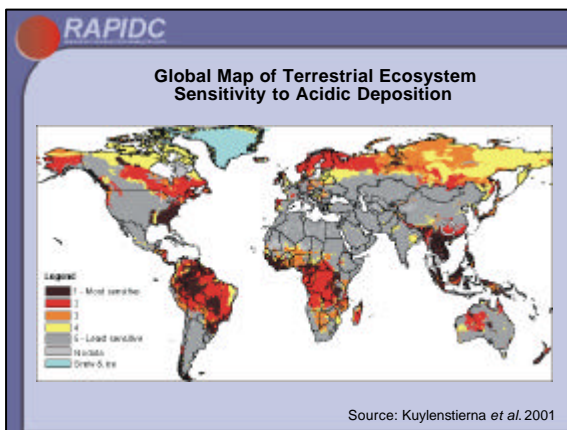 RAPIDC
Global Map of Terrestrial Ecosystem
Sensitivity to Acidic Deposition
Legend
1 - Most sensitive
2
3
4
5 - Least sensitive
No data
Snow & ice
Source: Kuylenstierna et al. 2001